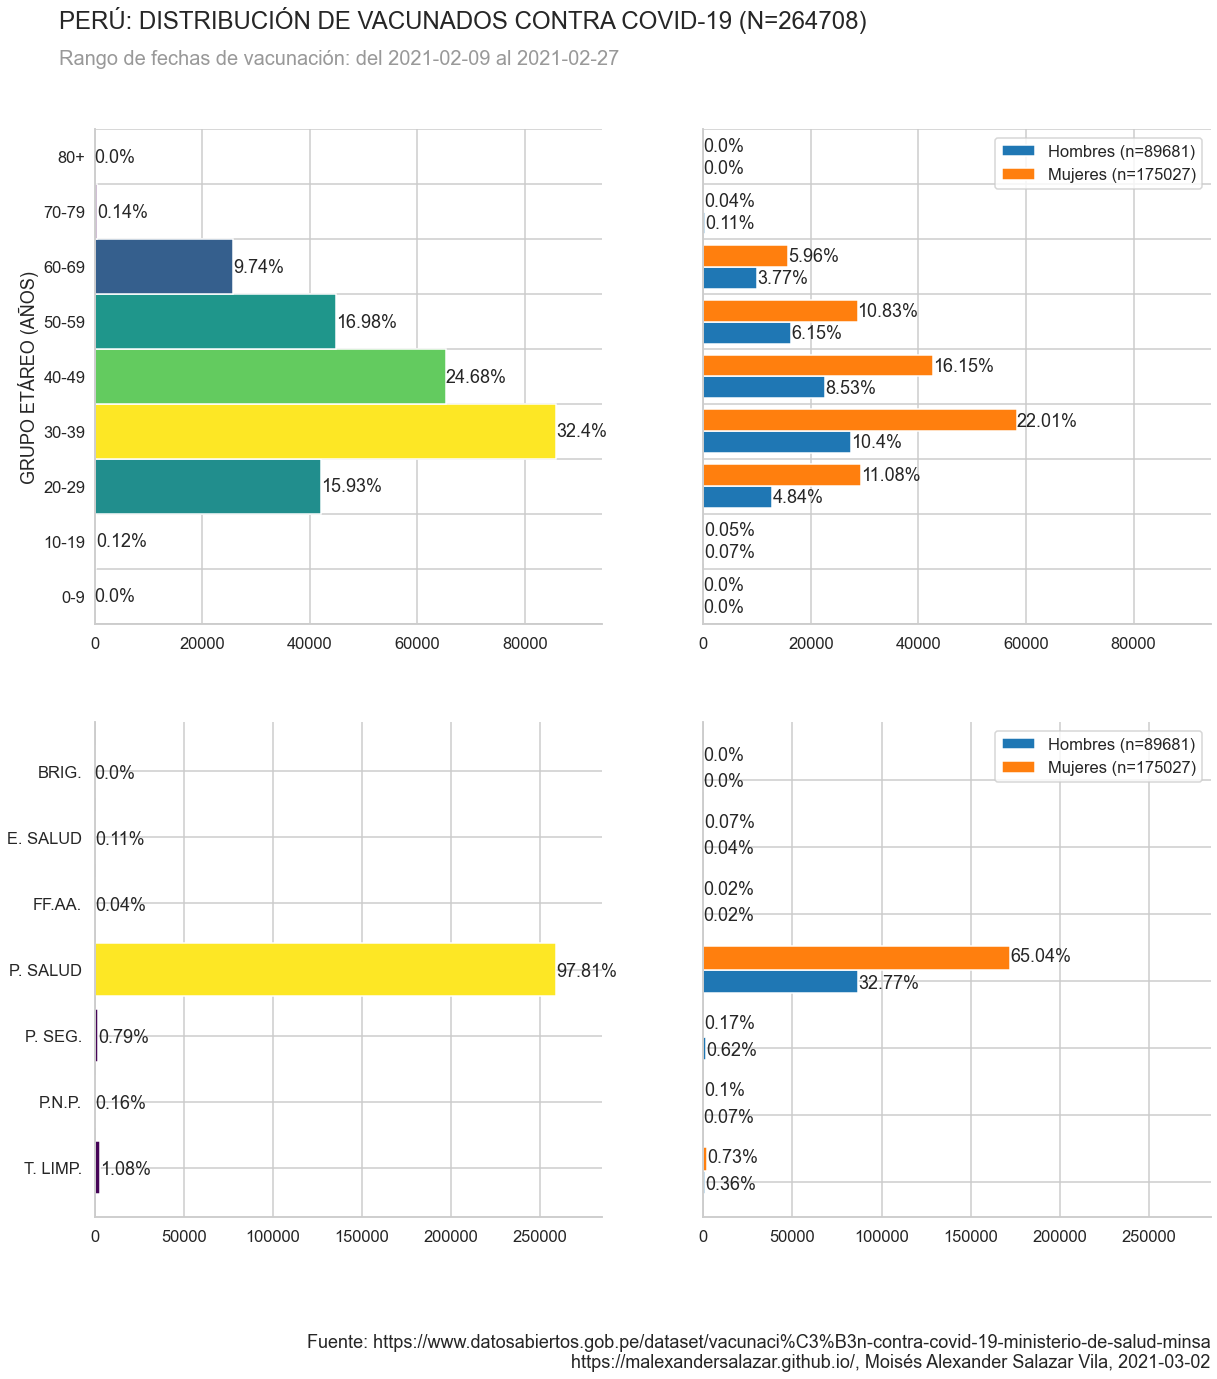 PERÚ: DISTRIBUCIÓN DE VACUNADOS CONTRA COVID-19 (N=264708)
Rango de fechas de vacunación: del 2021-02-09 al 2021-02-27
GRUPO ETÁREO (AÑOS)
80+ 0.0%
70-79 0.14%
60-69 9.74%
50-59 16.98%
40-49 24.68%
30-39 32.4%
20-29 15.93%
10-19 0.12%
0-9 0.0%
0 20000 40000 60000 80000
Hombres (n=89681)
Mujeres (n=175027)
0.0%
0.0%
0.04%
0.11%
5.96%
3.77%
10.83%
6.15%
16.15%
8.53%
22.01%
10.4%
11.08%
4.84%
0.05%
0.07%
0.0%
0.0%
0 20000 40000 60000 80000
BRIG. 0.0%
E. SALUD 0.11%
FF.AA. 0.04%
P. SALUD 97.81%
P. SEG. 0.79%
P.N.P. 0.16%
T. LIMP. 1.08%
0 50000 100000 150000 200000 250000
Hombres (n=89681)
Mujeres (n=175027)
0.0%
0.0%
0.07%
0.04%
0.02%
0.02%
65.04%
32.77%
0.17%
0.62%
0.1%
0.07%
0.73%
0.36%
0 50000 100000 150000 200000 250000
Fuente: https://www.datosabiertos.gob.pe/dataset/vacunaci%C3%B3n-contra-covid-19-ministerio-de-salud-minsa
https://malexandersalazar.github.io/, Moisés Alexander Salazar Vila, 2021-03-02